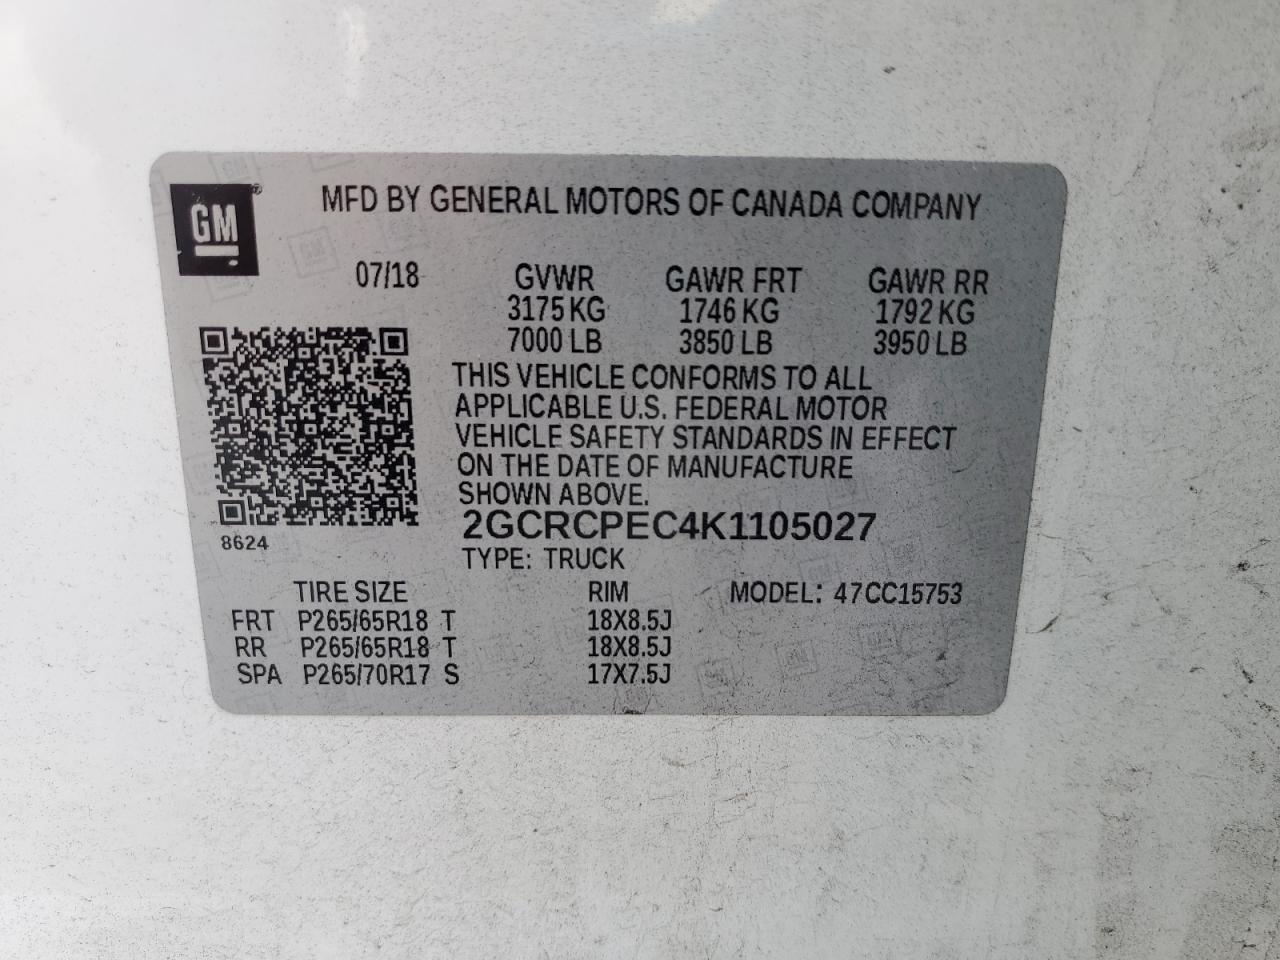 GM®
MFD BY GENERAL MOTORS OF CANADA COMPANY
07/18 GVWR GAWR FRT GAWR RR
3175 KG 1746 KG 1792 KG
7000 LB 3850 LB 3950 LB
THIS VEHICLE CONFORMS TO ALL
APPLICABLE U.S. FEDERAL MOTOR
VEHICLE SAFETY STANDARDS IN EFFECT
ON THE DATE OF MANUFACTURE
SHOWN ABOVE.
2GCRCPEC4K1105027
8624
TYPE: TRUCK
TIRE SIZE RIM MODEL: 47CC15753
FRT P265/65R18 T 18X8.5J
RR P265/65R18 T 18X8.5J
SPA P265/70R17 S 17X7.5J